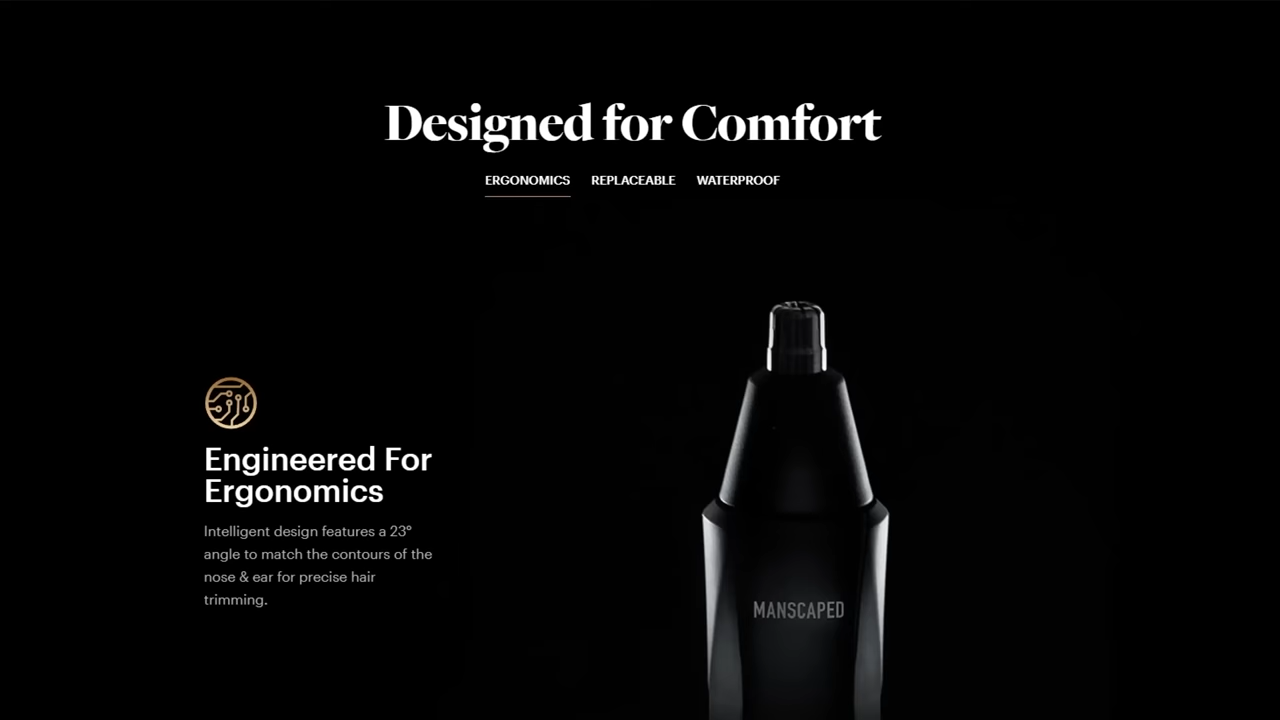 Designed for Comfort
ERGONOMICS REPLACEABLE WATERPROOF
Engineered For
Ergonomics
Intelligent design features a 23°
angle to match the contours of the
nose & ear for precise hair
trimming.
MANSCAPED